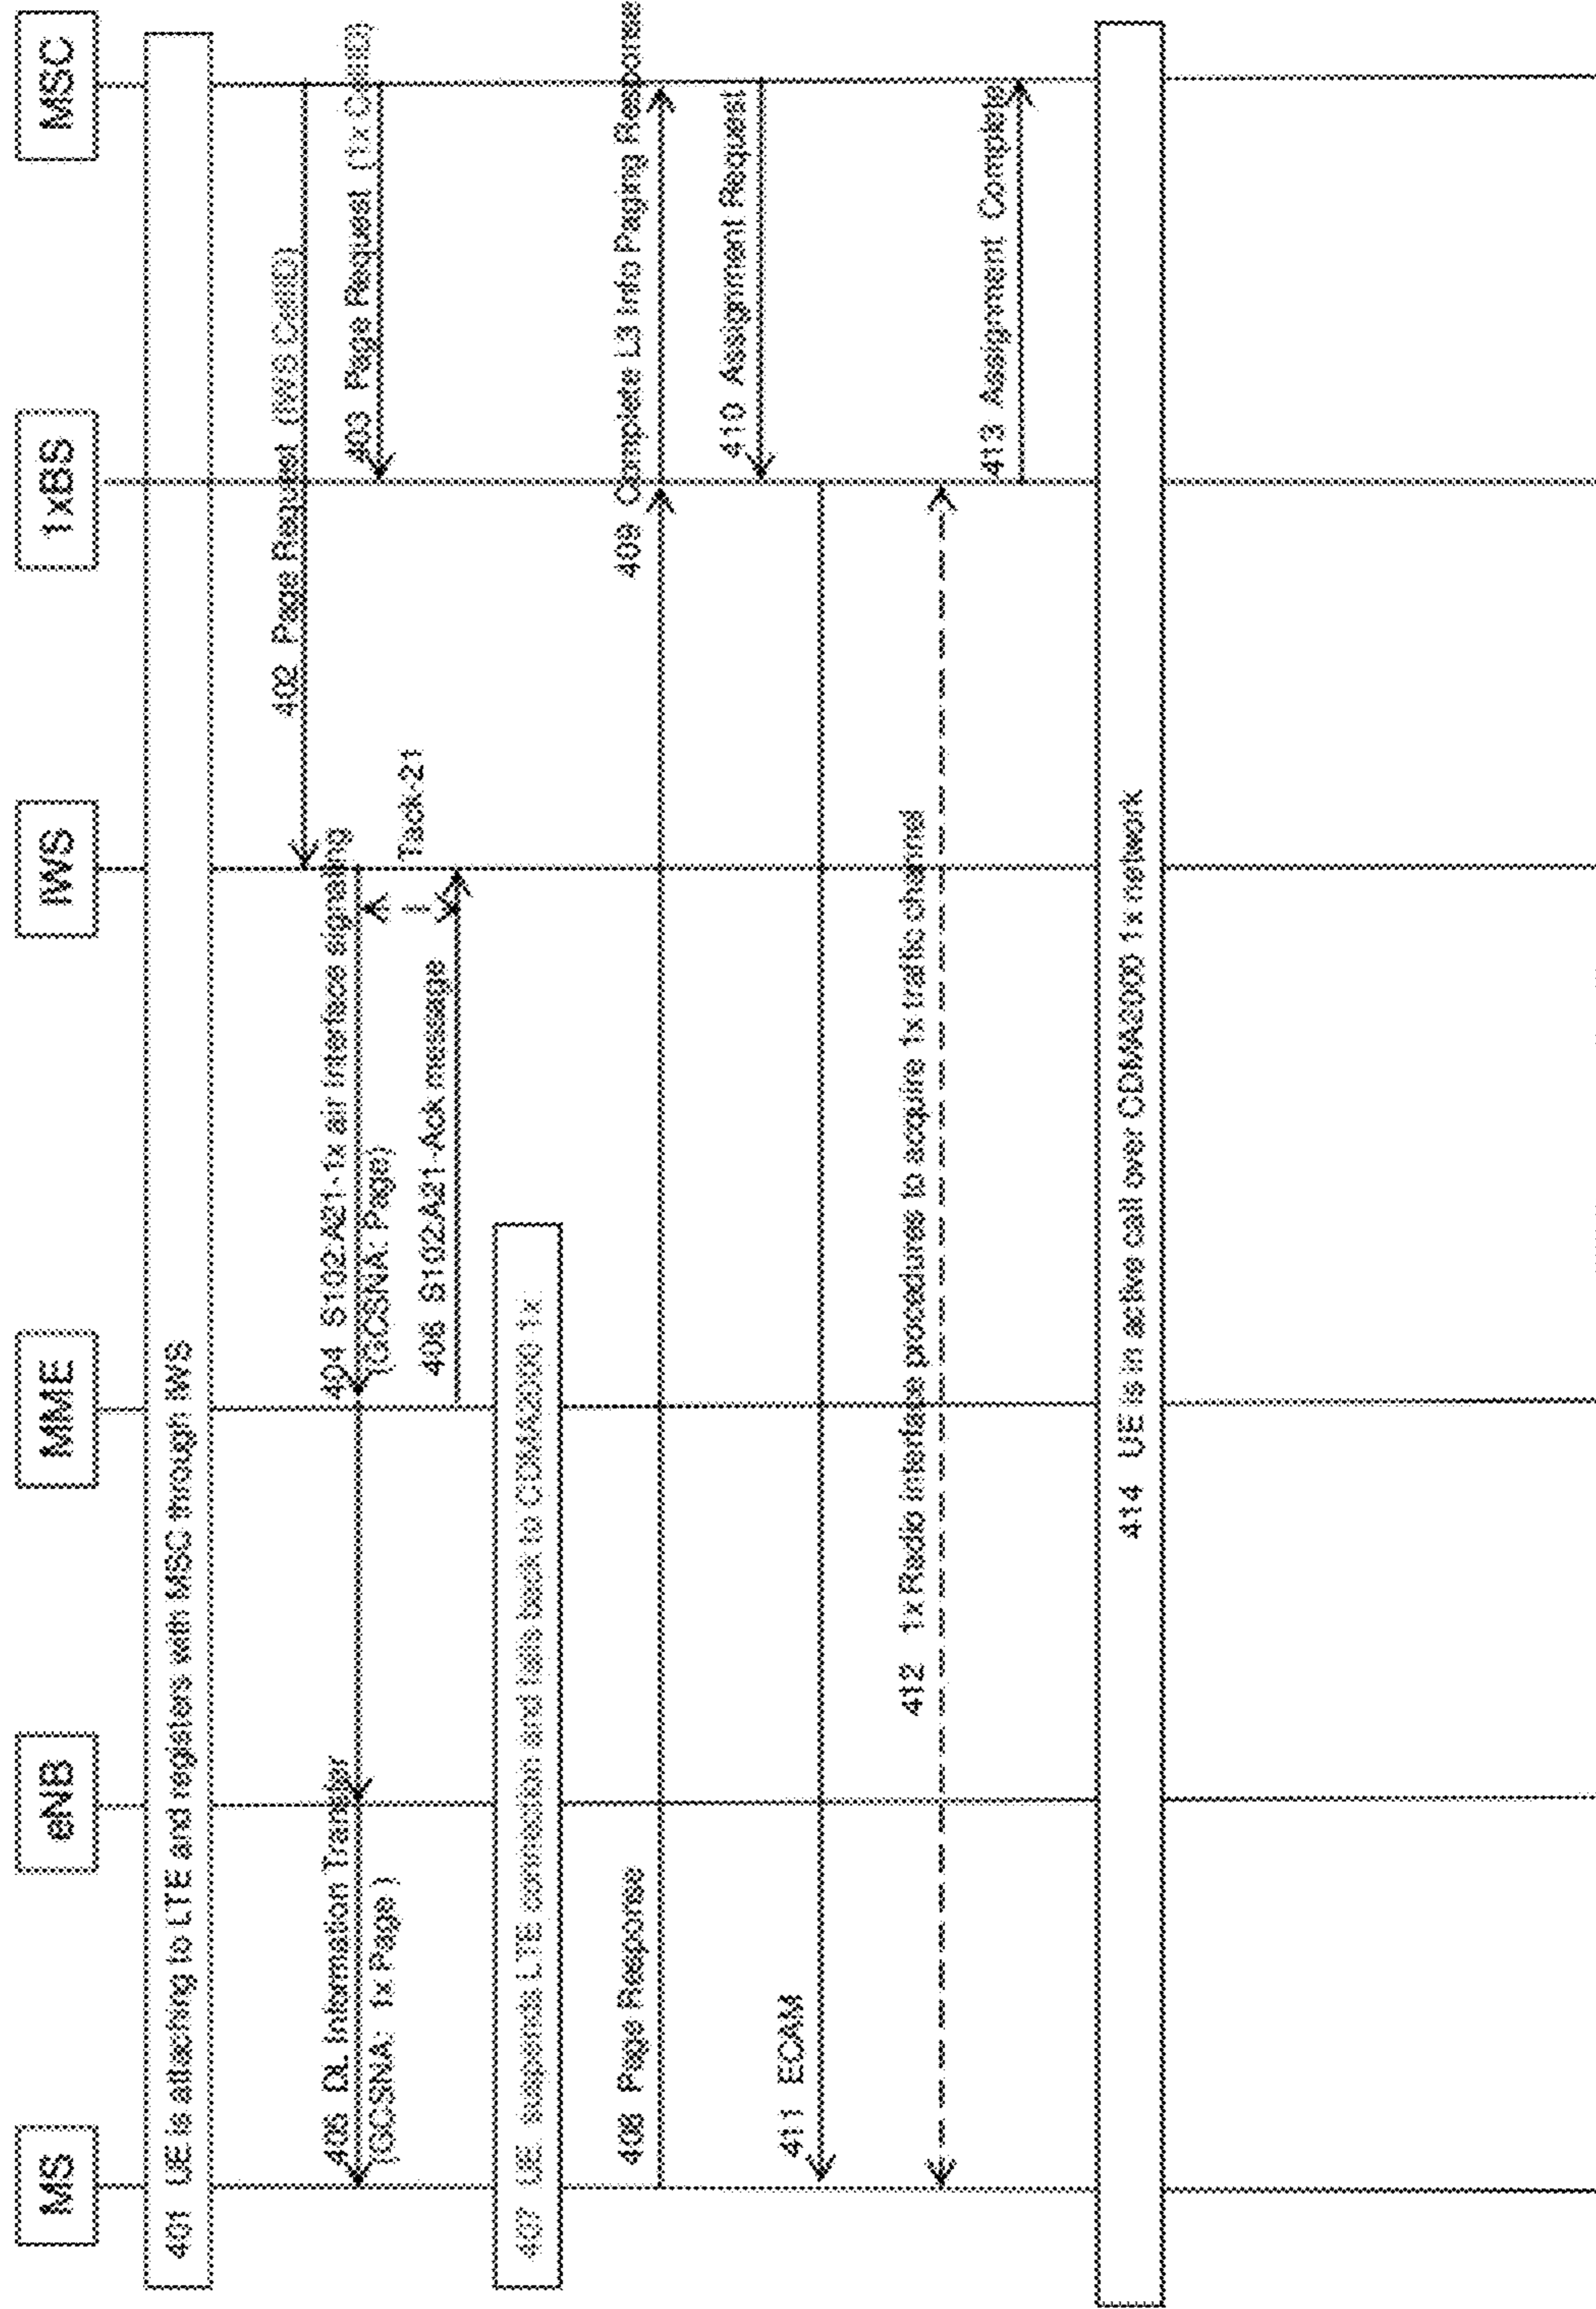 MS
eNB
MME
IWS
1xBS
MSC
401 UE is attaching to LTE and registers with MSC through IWS
402 Page Request (IWS CellID)
403 Page Request (1x CellID)
404 S102:A21-1x air interface signaling
(GCSNA: Page)
405 DL Information Transfer
(GCSNA: 1x Page )
Tack-21
406 S102:A21-Ack message
407 UE suspends LTE connection and falls back to CDMA2000 1x
408 Page Response
409 Complete L3 Info Paging Response
410 Assignment Request
411 ECAM
412 1x Radio interface procedures to acquire 1x traffic channel
413 Assignment Complete
414 UE is in active call over CDMA2000 1x network